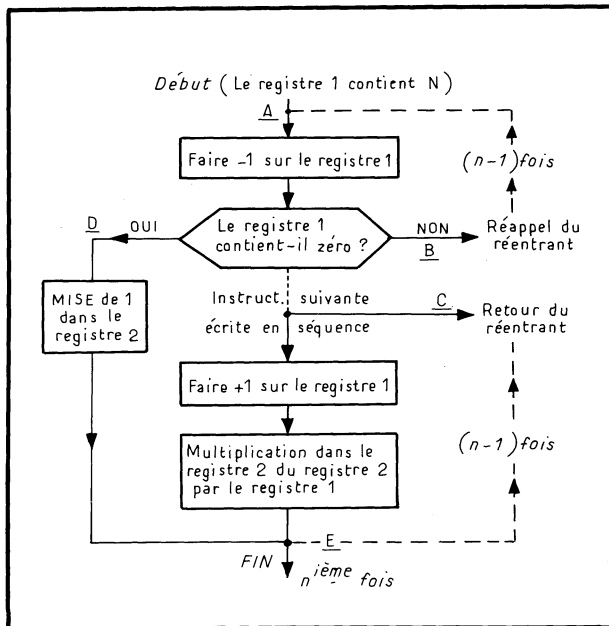 Début ( Le registre 1 contient N )
A
Faire -1 sur le registre 1
(n-1) fois
D
OUI
Le registre 1
contient-il zéro ?
NON
B
Réappel du
réentrant
MISE de 1
dans le
registre 2
Instruct. suivante
écrite en séquence
C
Retour du
réentrant
Faire +1 sur le registre 1
(n-1) fois
Multiplication dans le
registre 2 du registre 2
par le registre 1
E
FIN
nième fois